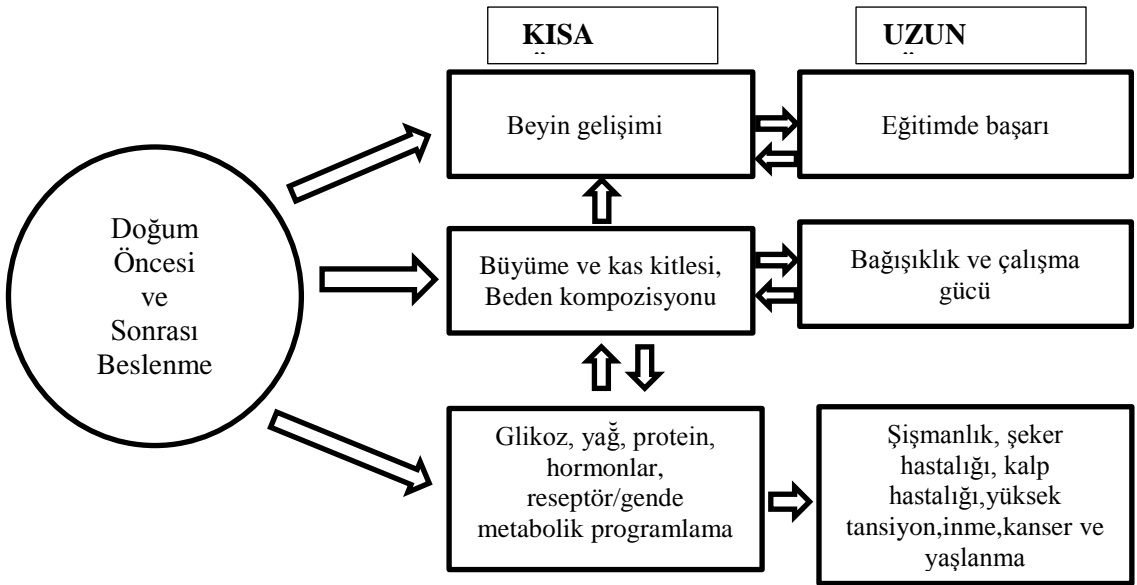 KISA
UZUN
Doğum
Öncesi
ve
Sonrası
Beslenme
Beyin gelişimi
Eğitimde başarı
Büyüme ve kas kitlesi,
Beden kompozisyonu
Bağışıklık ve çalışma
gücü
Glikoz, yağ, protein,
hormonlar,
reseptör/gende
metabolik programlama
Şişmanlık, şeker
hastalığı, kalp
hastalığı,yüksek
tansiyon,inme,kanser ve
yaşlanma